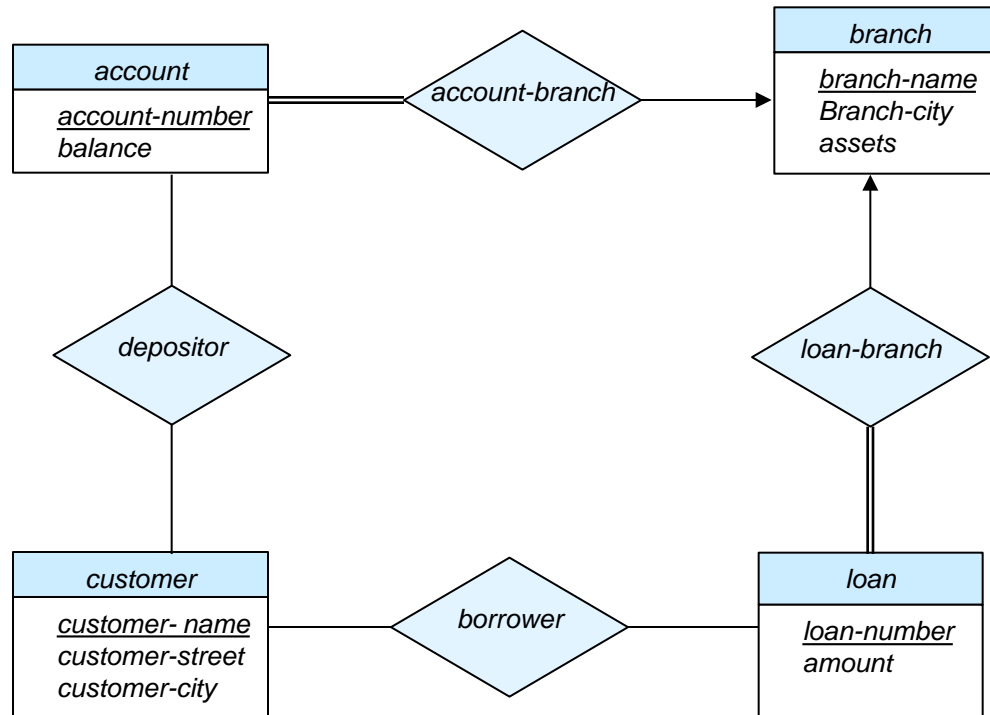 account
account-number
balance
account-branch
branch
branch-name
Branch-city
assets
depositor
loan-branch
customer
customer- name
customer-street
customer-city
borrower
loan
loan-number
amount